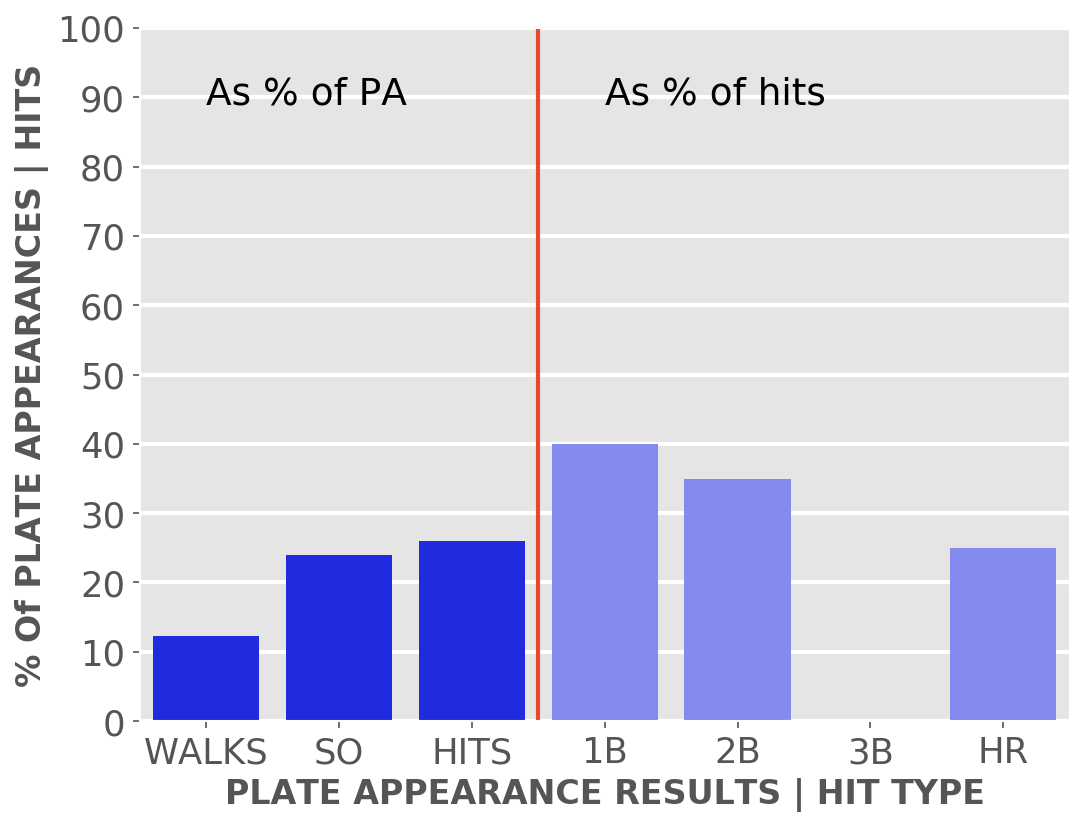 100
90
80
70
60
50
40
30
20
10
0
% Of PLATE APPEARANCES | HITS
As % of PA
As % of hits
WALKS SO HITS 1B 2B 3B HR
PLATE APPEARANCE RESULTS | HIT TYPE